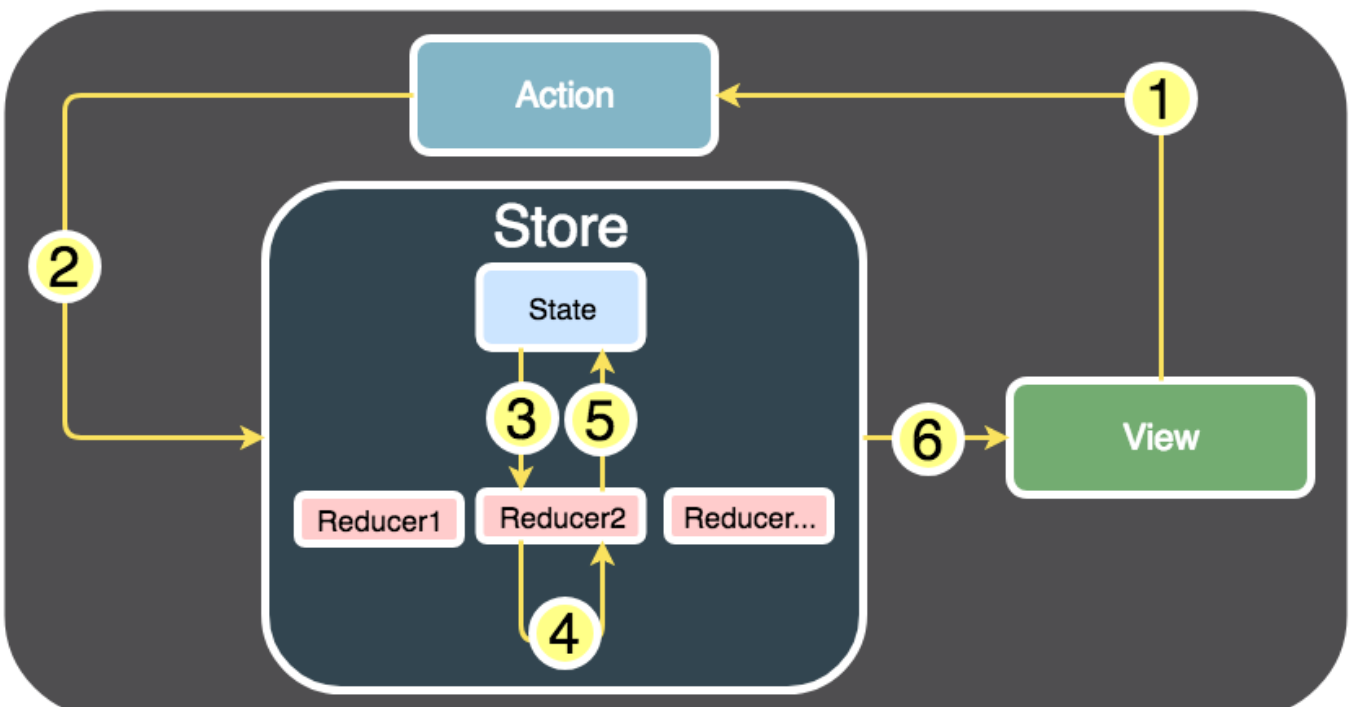 Action
1
2
Store
State
3
5
6
View
Reducer1
Reducer2
Reducer...
4